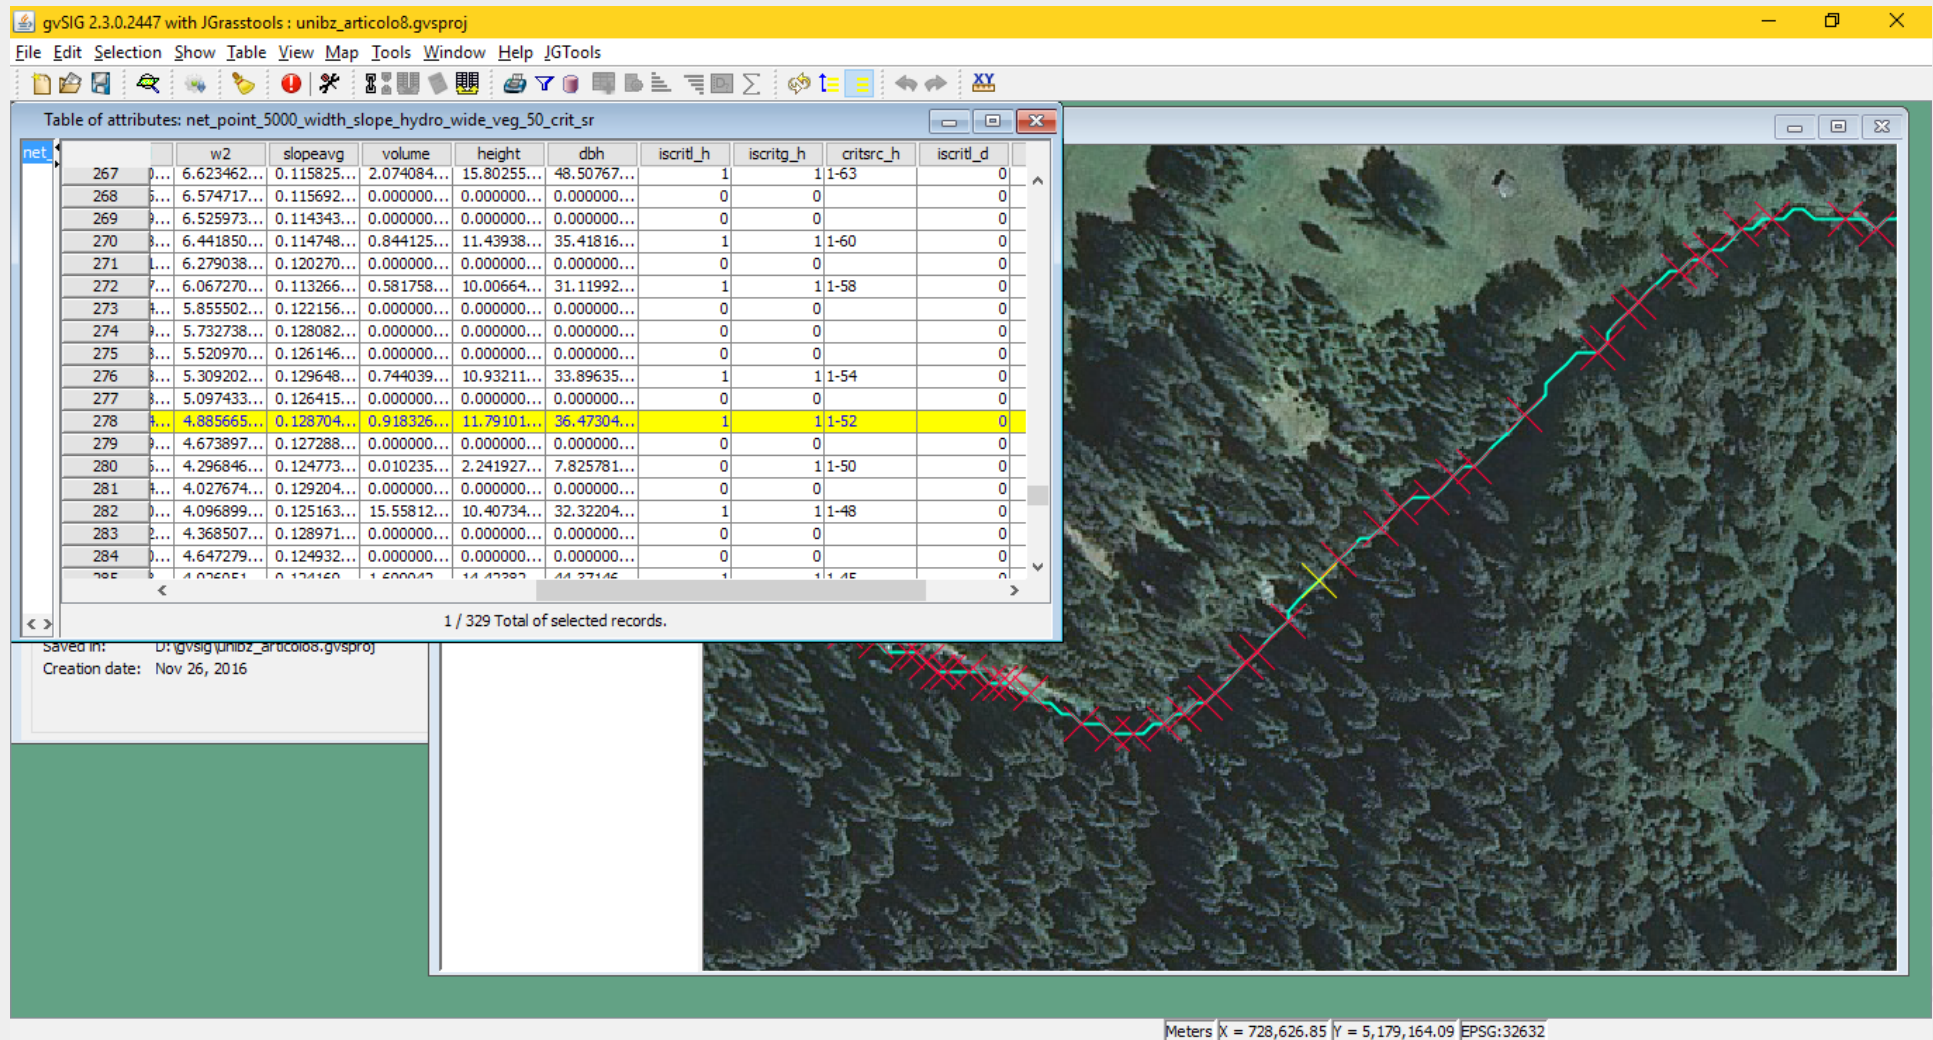 gvSIG 2.3.0.2447 with JGrasstools : unibz_articolo8.gvsproj
File Edit Selection Show Table View Map Tools Window Help JGTools
XY
Table of attributes: net_point_5000_width_slope_hydro_wide_veg_50_crit_sr
net_
w2 slopeavg volume height dbh iscritl_h iscritg_h critsrc_h iscritl_d
267 6.623462... 0.115825... 2.074084... 15.80255... 48.50767... 1 1 1-63 0
268 6.574717... 0.115692... 0.000000... 0.000000... 0.000000... 0 0 0
269 6.525973... 0.114343... 0.000000... 0.000000... 0.000000... 0 0 0
270 6.441850... 0.114748... 0.844125... 11.43938... 35.41816... 1 1 1-60 0
271 6.279038... 0.120270... 0.000000... 0.000000... 0.000000... 0 0 0
272 6.067270... 0.113266... 0.581758... 10.00664... 31.11992... 1 1 1-58 0
273 5.855502... 0.122156... 0.000000... 0.000000... 0.000000... 0 0 0
274 5.732738... 0.128082... 0.000000... 0.000000... 0.000000... 0 0 0
275 5.520970... 0.126146... 0.000000... 0.000000... 0.000000... 0 0 0
276 5.309202... 0.129648... 0.744039... 10.93211... 33.89635... 1 1 1-54 0
277 5.097433... 0.126415... 0.000000... 0.000000... 0.000000... 0 0 0
278 4.885665... 0.128704... 0.918326... 11.79101... 36.47304... 1 1 1-52 0
279 4.673897... 0.127288... 0.000000... 0.000000... 0.000000... 0 0 0
280 4.296846... 0.124773... 0.010235... 2.241927... 7.825781... 0 1 1-50 0
281 4.027674... 0.129204... 0.000000... 0.000000... 0.000000... 0 0 0
282 4.096899... 0.125163... 15.55812... 10.40734... 32.32204... 1 1 1-48 0
283 4.368507... 0.128971... 0.000000... 0.000000... 0.000000... 0 0 0
284 4.647279... 0.124932... 0.000000... 0.000000... 0.000000... 0 0 0
1 / 329 Total of selected records.
Saved in: D:\gvsig\unibz_articolo8.gvsproj
Creation date: Nov 26, 2016
Meters X = 728,626.85 Y = 5,179,164.09 EPSG:32632